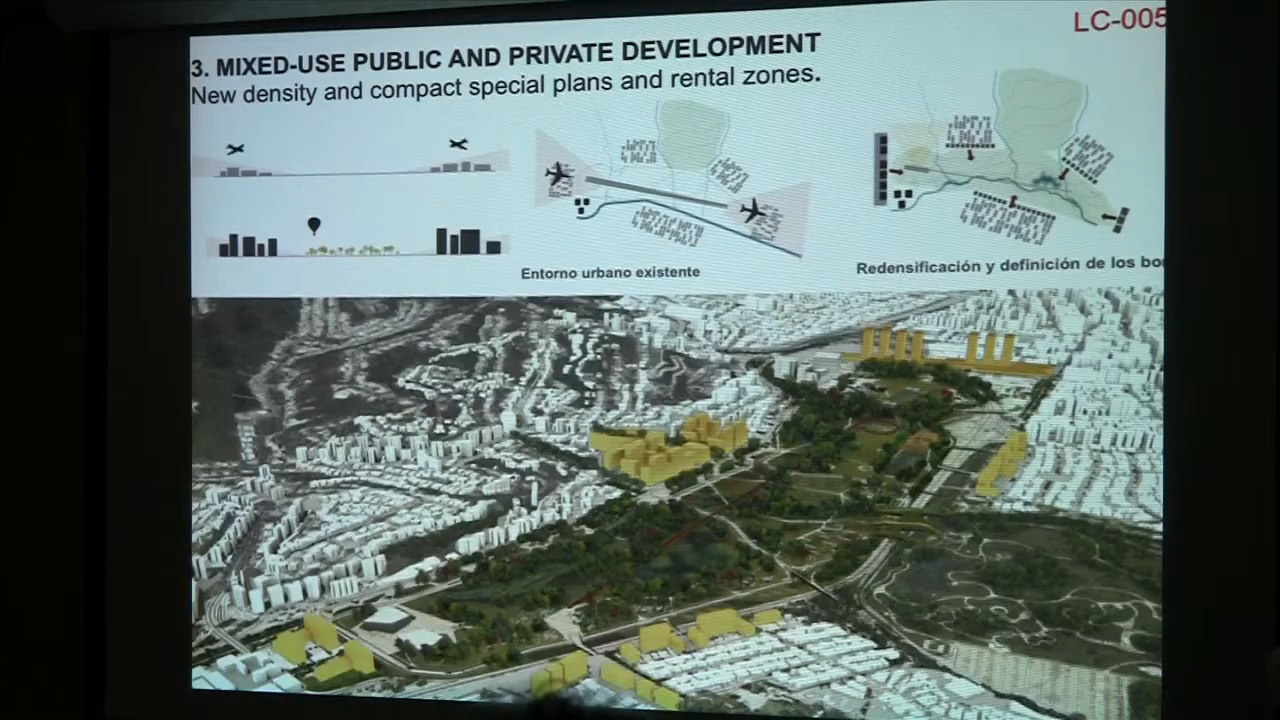 LC-005
3. MIXED-USE PUBLIC AND PRIVATE DEVELOPMENT
New density and compact special plans and rental zones.
Entorno urbano existente
Redensificación y definición de los